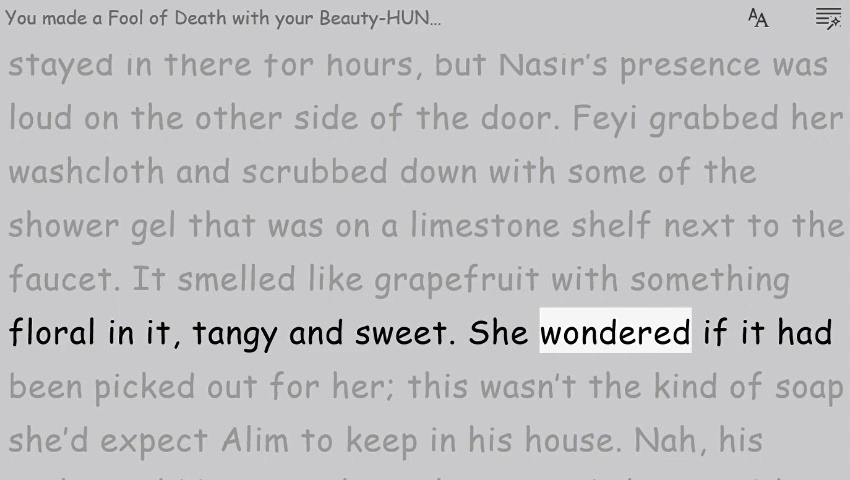 You made a Fool of Death with your Beauty-HUN...
AA
stayed in there for hours, but Nasir's presence was
loud on the other side of the door. Feyi grabbed her
washcloth and scrubbed down with some of the
shower gel that was on a limestone shelf next to the
faucet. It smelled like grapefruit with something
floral in it, tangy and sweet. She wondered if it had
been picked out for her; this wasn't the kind of soap
she'd expect Alim to keep in his house. Nah, his